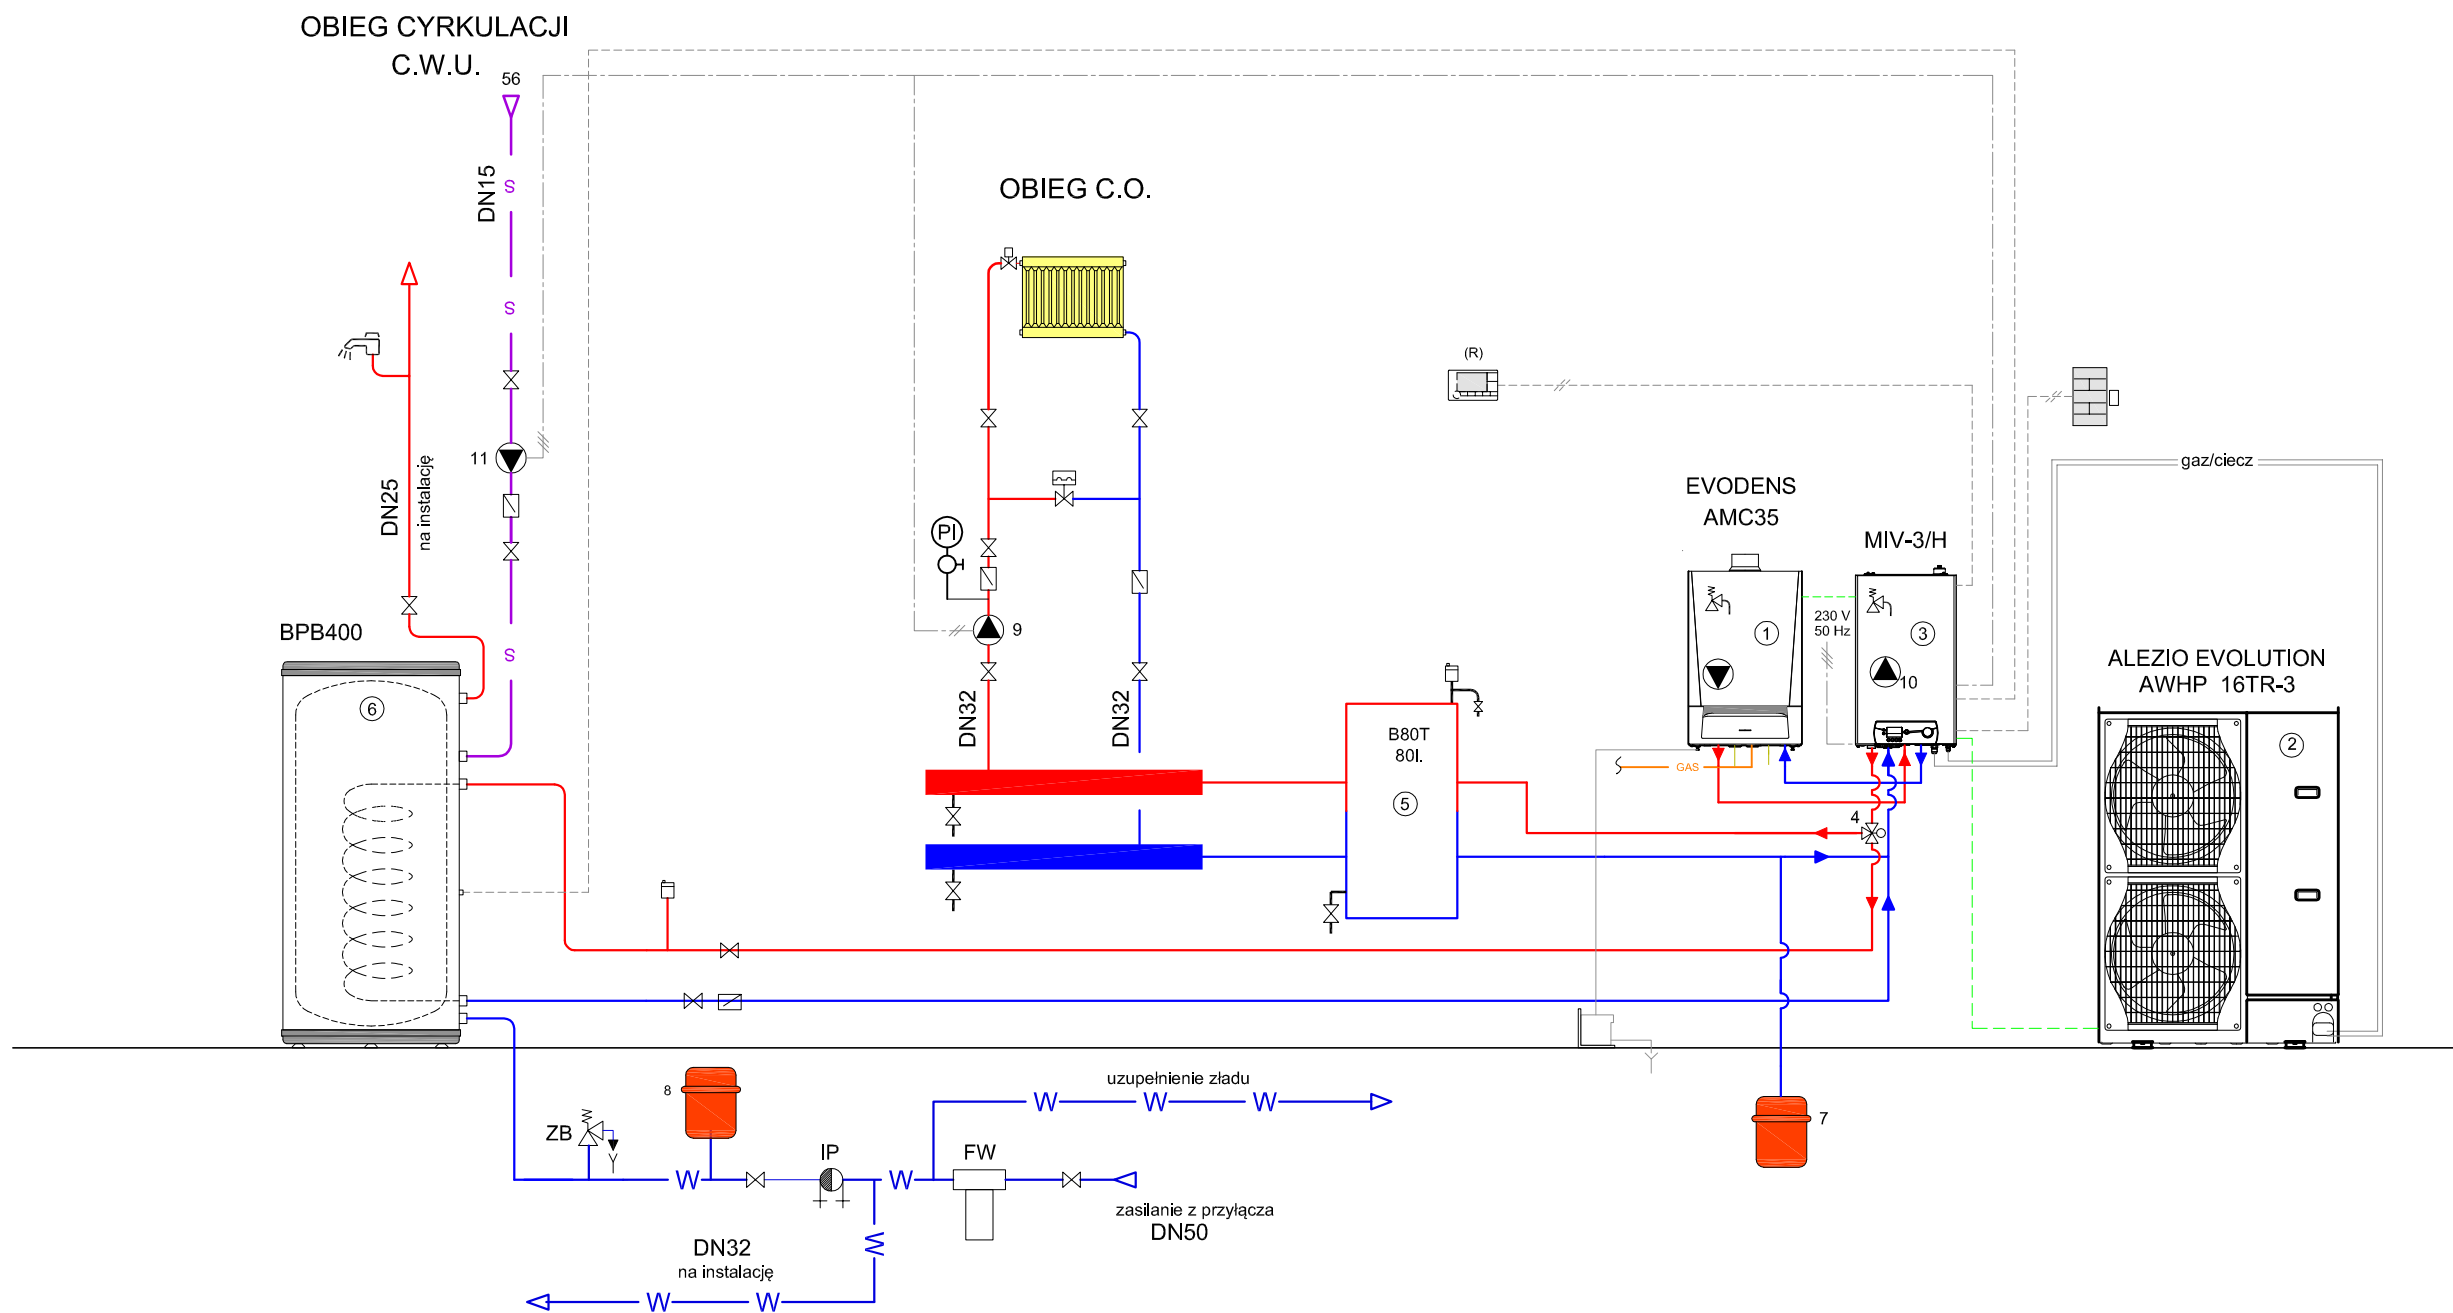 OBIEG CYRKULACJI
C.W.U.
56
DN15
S
S
S
11
DN25
na instalację
BPB400
6
OBIEG C.O.
PI
9
DN32
DN32
B80T
80l.
5
(R)
EVODENS
AMC35
1
GAS
230 V
50 Hz
MIV-3/H
3
10
4
gaz/ciecz
ALEZIO EVOLUTION
AWHP 16TR-3
2
7
8
ZB
W
IP
W
FW
uzupełnienie zładu
W W W
zasilanie z przyłącza
DN50
W
DN32
na instalację
W W